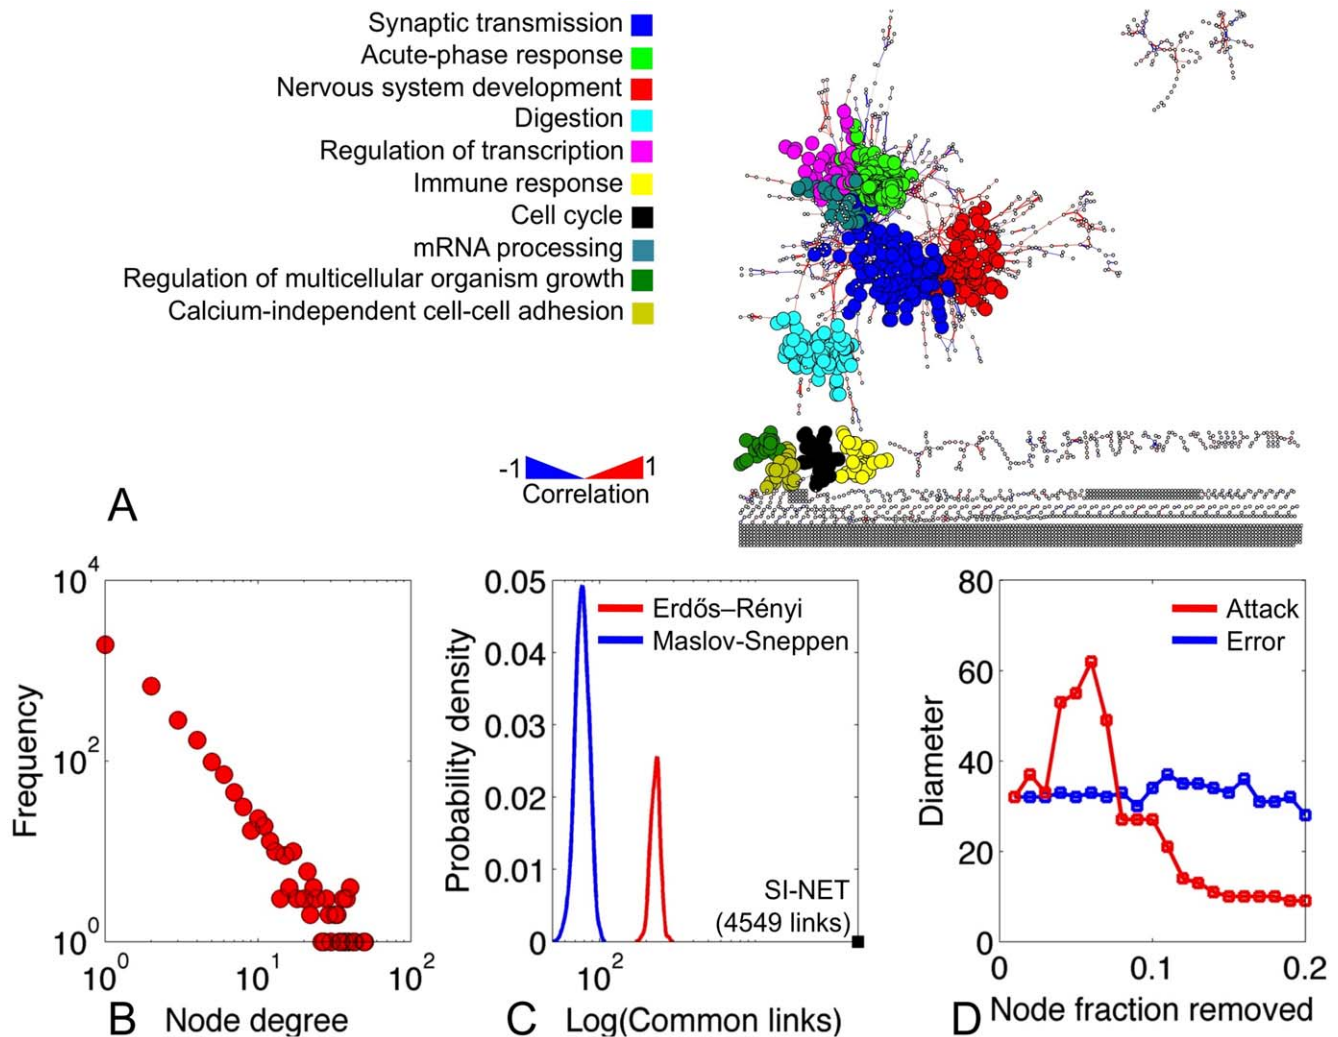 Synaptic transmission
Acute-phase response
Nervous system development
Digestion
Regulation of transcription
Immune response
Cell cycle
mRNA processing
Regulation of multicellular organism growth
Calcium-independent cell-cell adhesion
-1 1
Correlation
A
10^4
10^2
10^0
10^0 10^1 10^2
Frequency
Node degree
B
0.05
0.04
0.03
0.02
0.01
0
10^2
Probability density
Erdős–Rényi
Maslov-Sneppen
SI-NET
(4549 links)
Log(Common links)
C
80
60
40
20
0
0 0.1 0.2
Diameter
Attack
Error
Node fraction removed
D